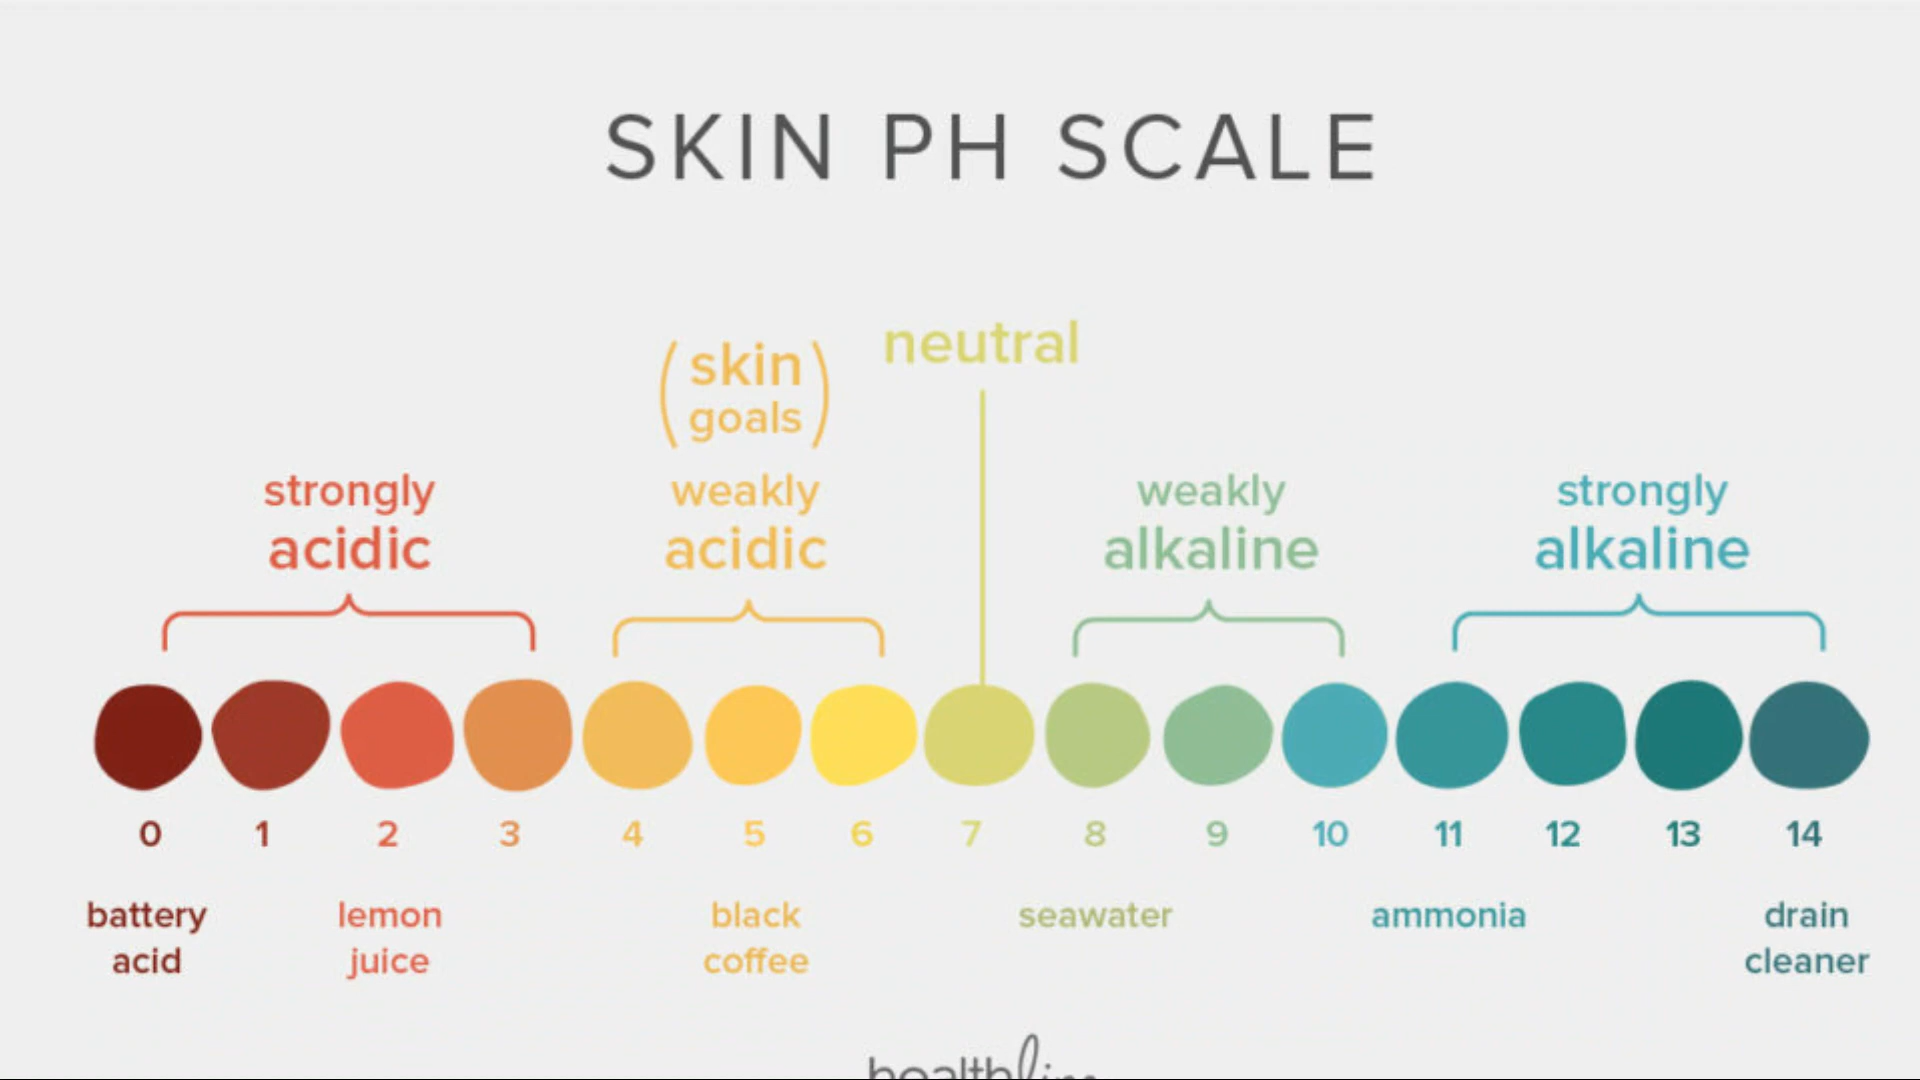 SKIN PH SCALE
(skin
goals)
neutral
strongly
acidic
weakly
acidic
weakly
alkaline
strongly
alkaline
0 1 2 3 4 5 6 7 8 9 10 11 12 13 14
battery
acid
lemon
juice
black
coffee
seawater
ammonia
drain
cleaner
healthline